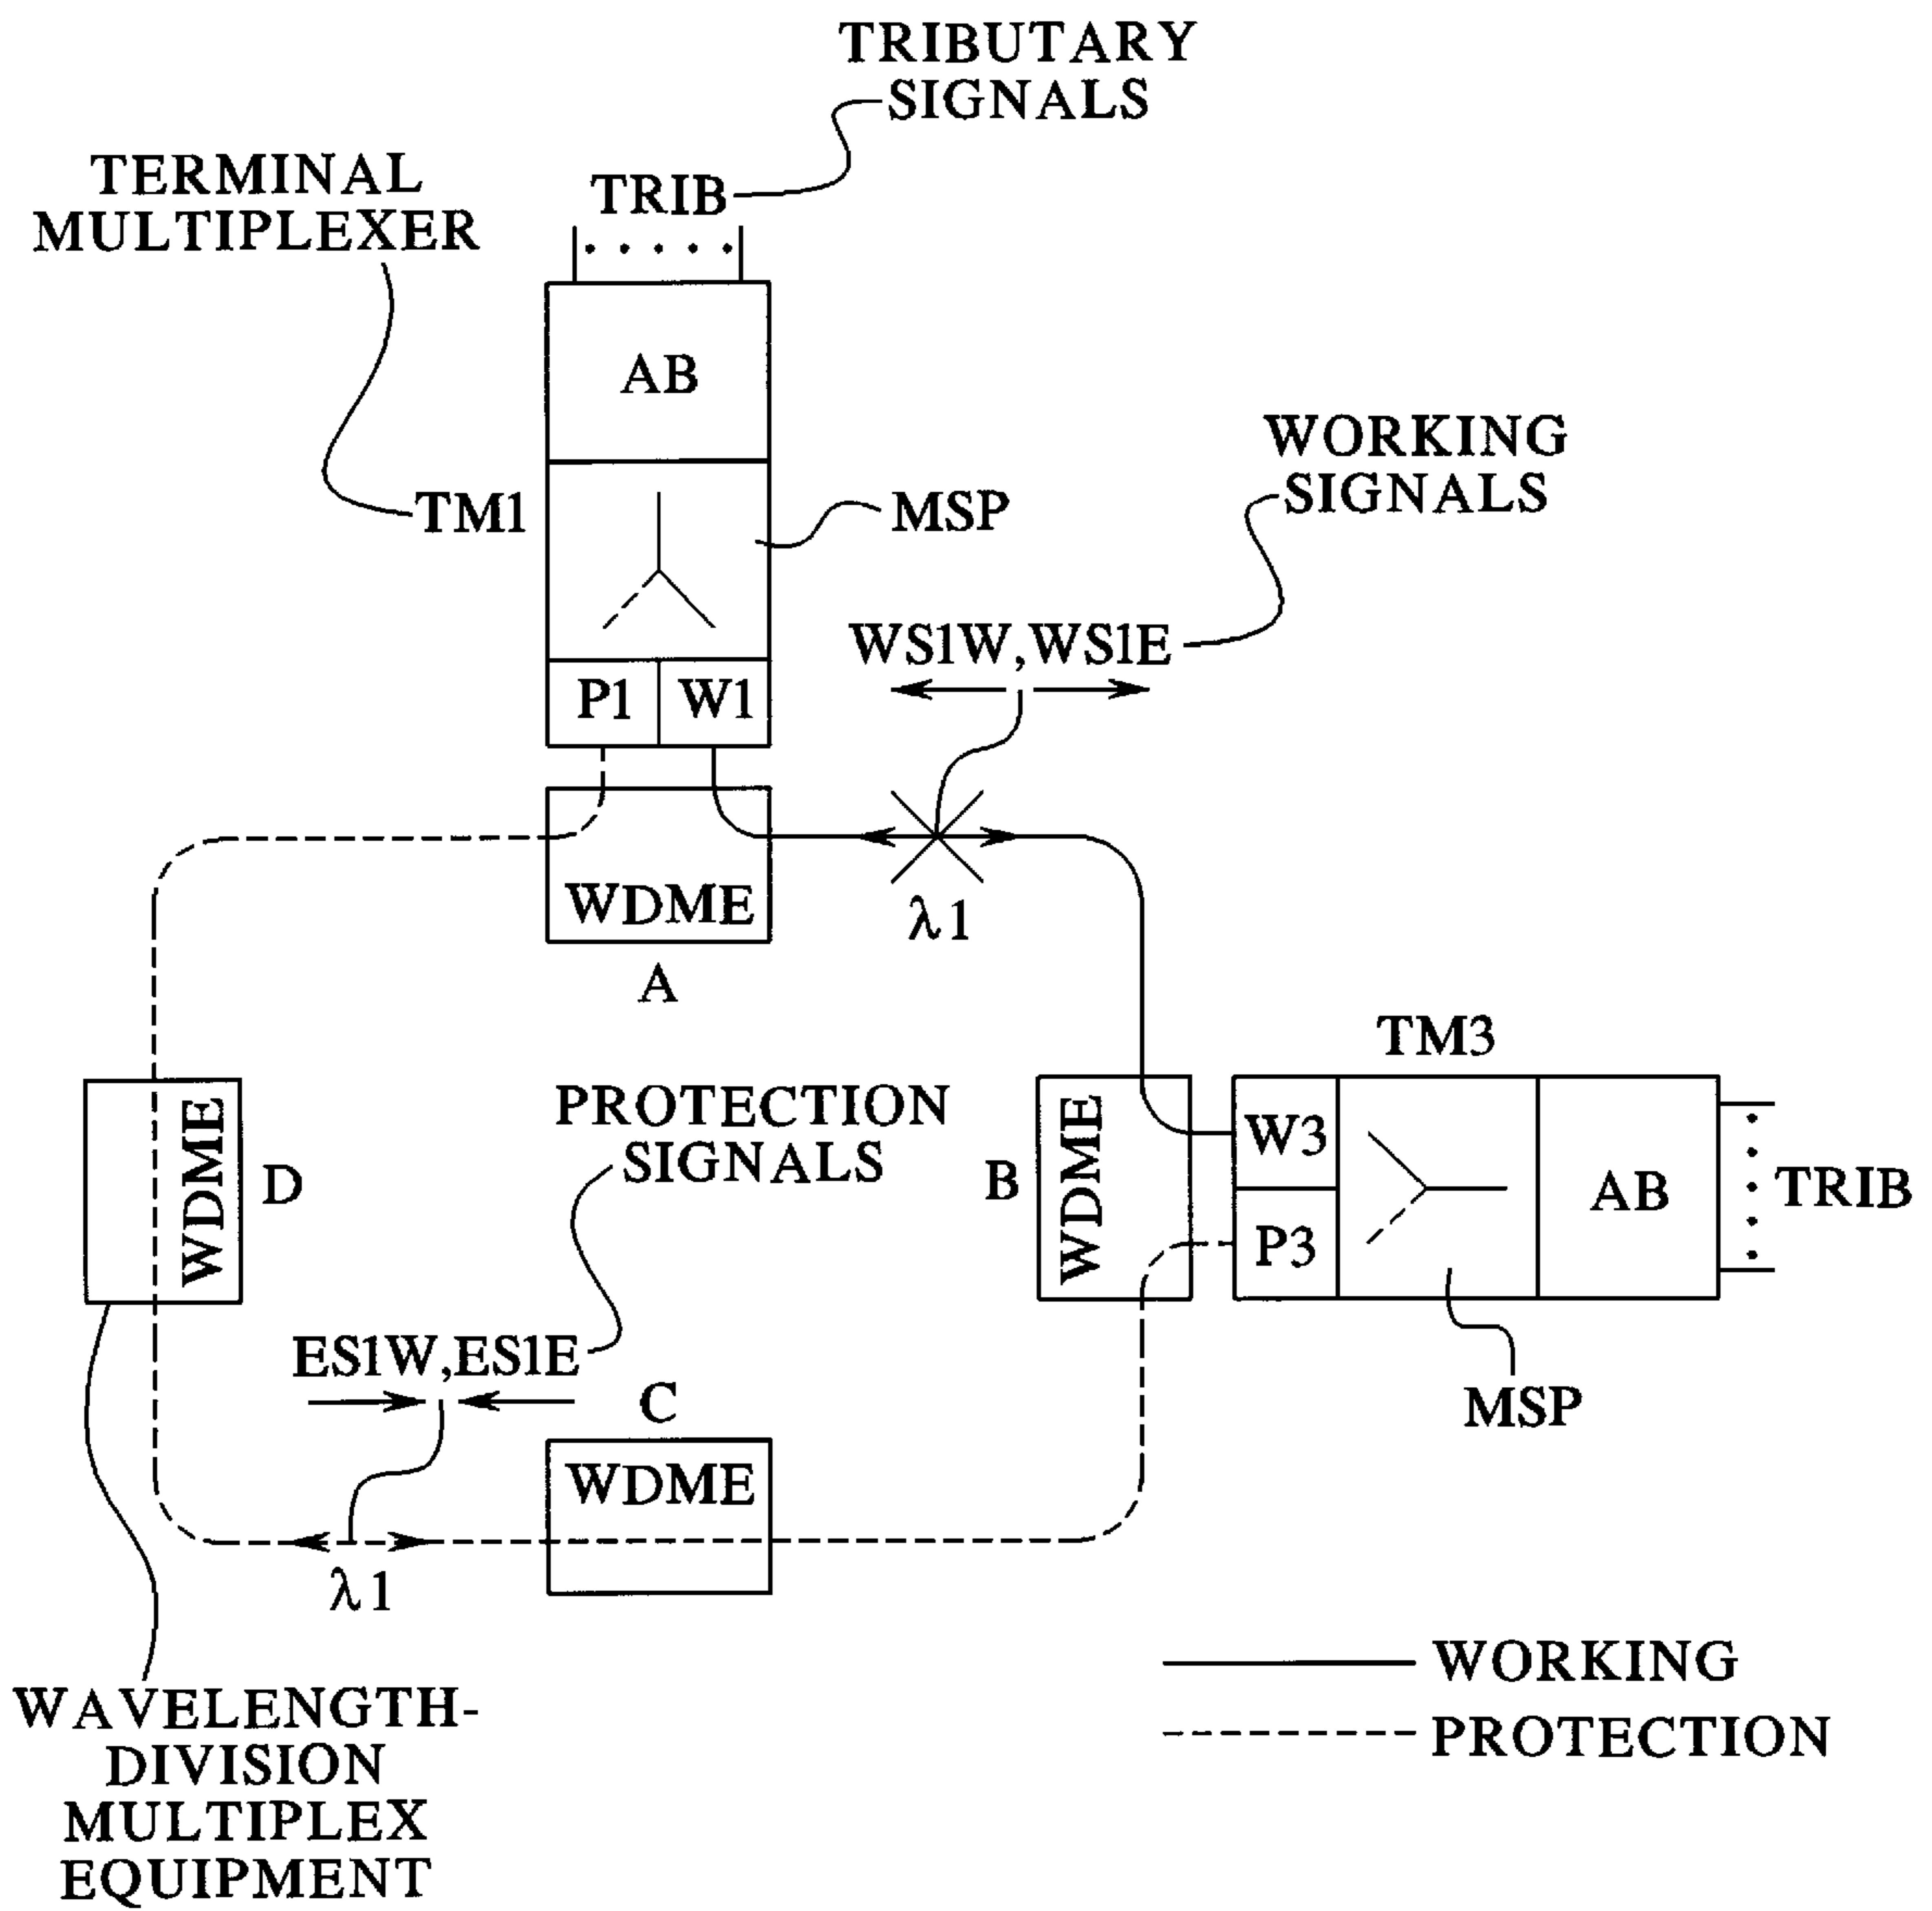 TRIBUTARY
SIGNALS
TERMINAL
MULTIPLEXER
TRIB
AB
WORKING
SIGNALS
TM1
MSP
WS1W,WS1E
P1
W1
WDME
λ1
A
TM3
PROTECTION
SIGNALS
WDME
D
B
WDME
W3
P3
AB
TRIB
ES1W,ES1E
C
MSP
WDME
λ1
WORKING
PROTECTION
WAVELENGTH-
DIVISION
MULTIPLEX
EQUIPMENT